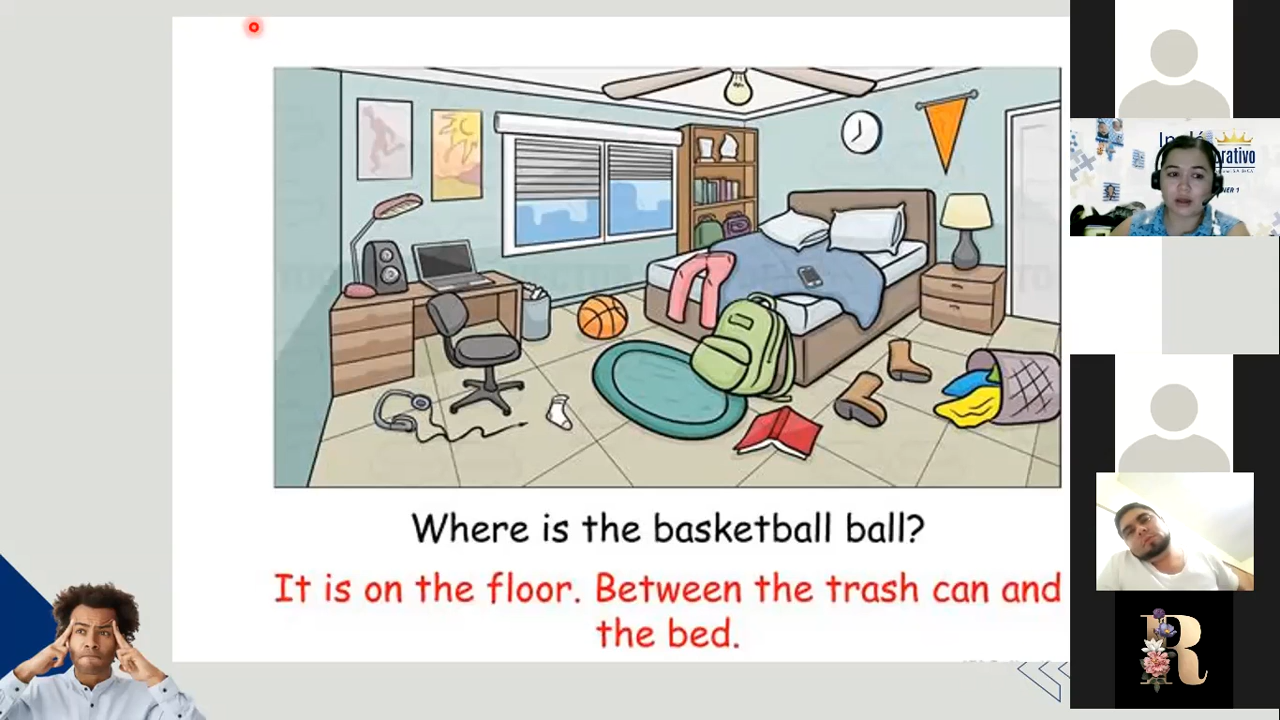 Where is the basketball ball?
It is on the floor. Between the trash can and
the bed.
R